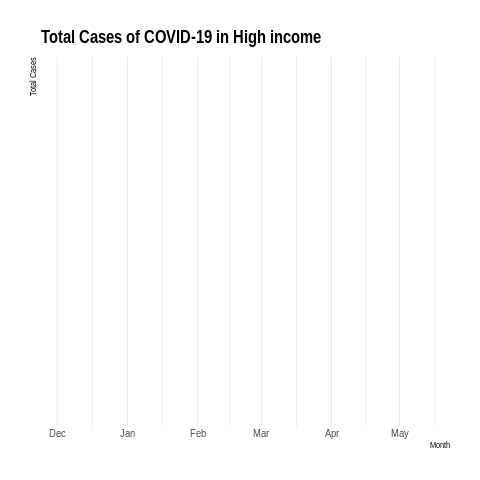 Total Cases of COVID-19 in High income
Total Cases
Dec Jan Feb Mar Apr May
Month